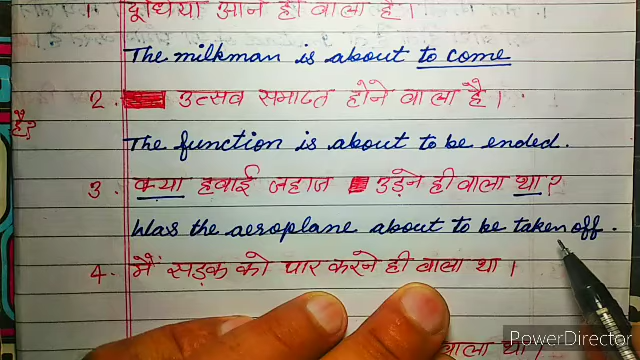 1. दूधिया आने ही वाला है।
The milkman is about to come
2. उत्सव समाप्त होने वाला है।
है?
The function is about to be ended.
3. क्या हवाई जहाज उड़ने ही वाला था?
Was the aeroplane about to be taken off.
4. मैं सड़क को पार करने ही वाला था।
PowerDirector
वाला था